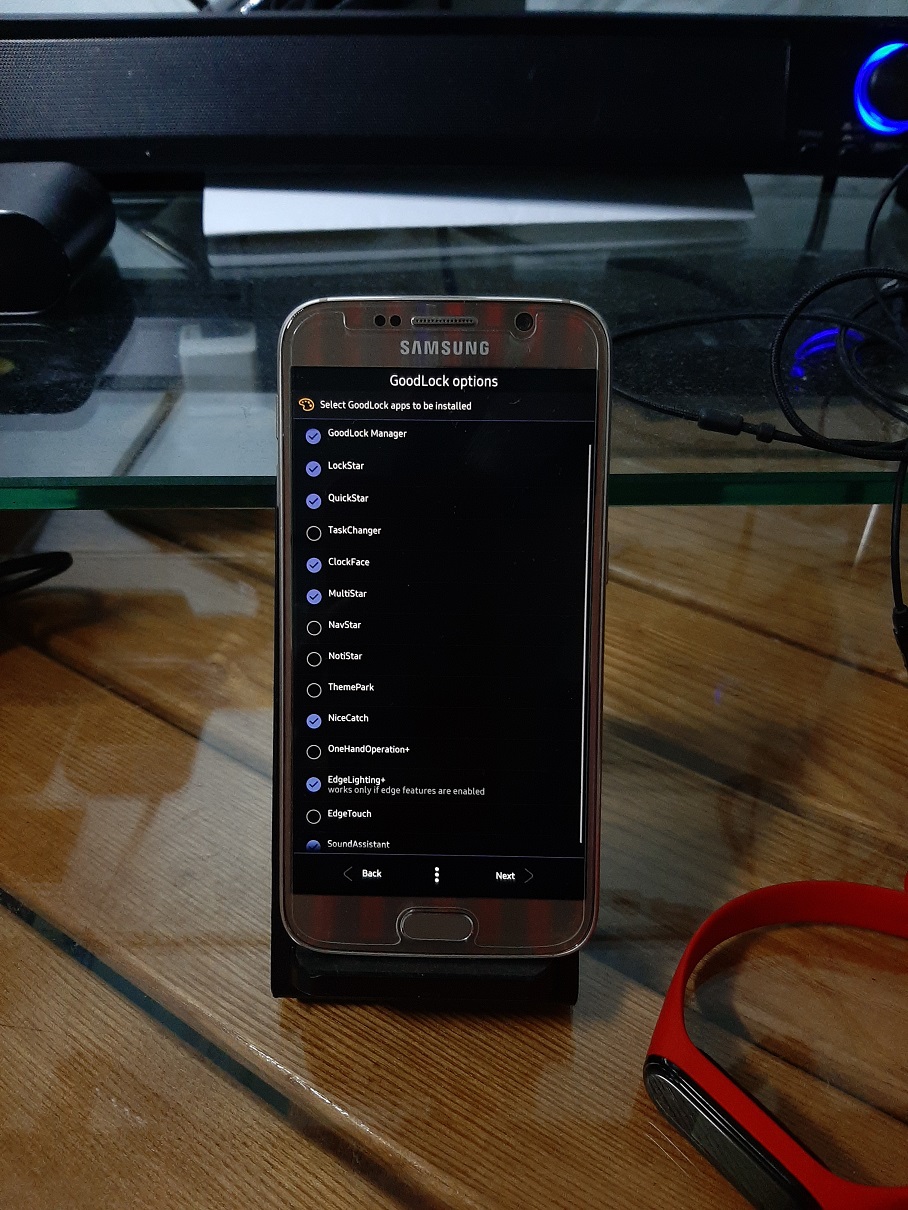 SAMSUNG
GoodLock options
Select GoodLock apps to be installed
GoodLock Manager
LockStar
QuickStar
TaskChanger
ClockFace
MultiStar
NavStar
NotiStar
ThemePark
NiceCatch
OneHandOperation+
EdgeLighting+
works only if edge features are enabled
EdgeTouch
SoundAssistant
Back
Next